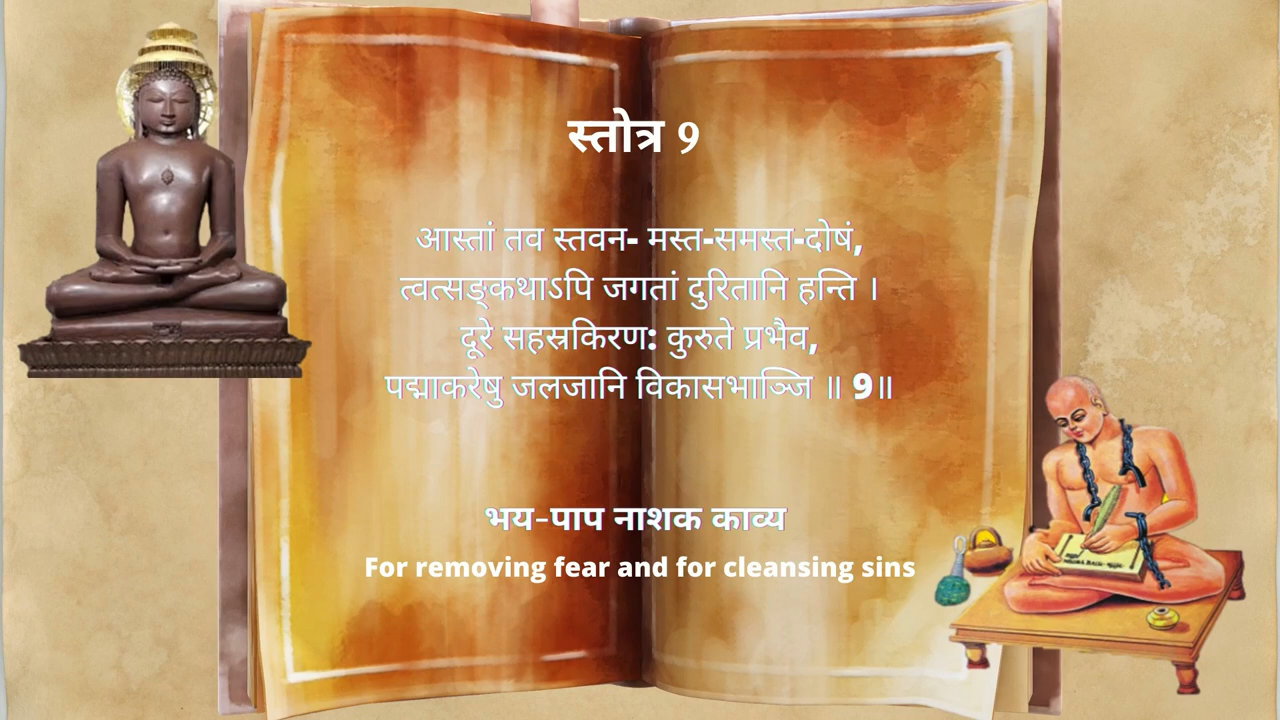 स्तोत्र 9
आस्तां तव स्तवन- मस्त-समस्त-दोषं,
त्वत्सङ्कथाऽपि जगतां दुरितानि हन्ति ।
दूरे सहस्रकिरण: कुरुते प्रभैव,
पद्माकरेषु जलजानि विकासभाञ्जि ॥ 9॥
भय-पाप नाशक काव्य
For removing fear and for cleansing sins